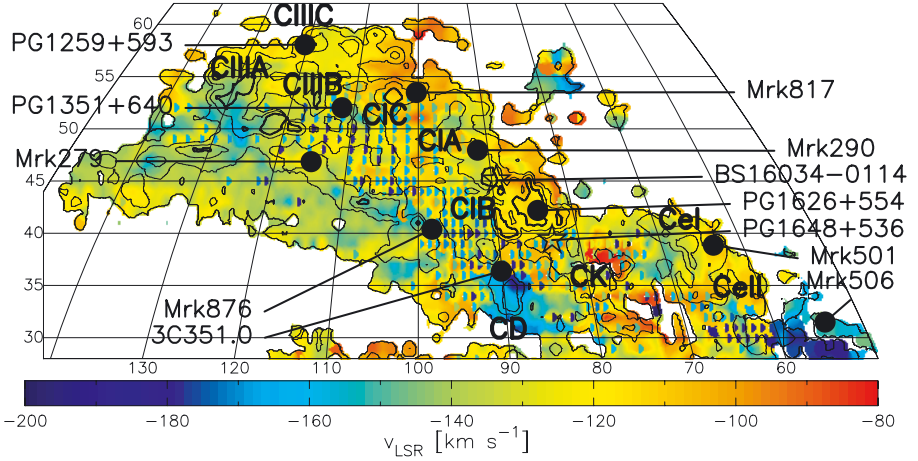 60
CIIIC
PG1259+593
55
CIIIA
CIIIB
Mrk817
PG1351+640
CIC
50
CIA
Mrk279
Mrk290
BS16034-0114
45
CIB
PG1626+554
CeI
PG1648+536
40
Mrk501
35
CK
CeII
Mrk506
Mrk876
3C351.0
CD
30
130 120 110 100 90 80 70 60
-200 -180 -160 -140 -120 -100 -80
vLSR [km s⁻¹]